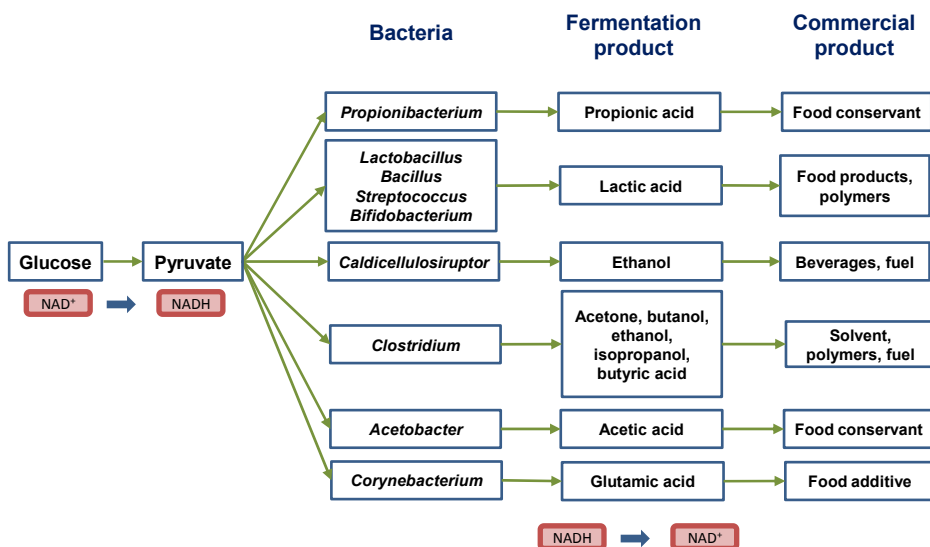 Bacteria
Fermentation
product
Commercial
product
Propionibacterium
Propionic acid
Food conservant
Lactobacillus
Bacillus
Streptococcus
Bifidobacterium
Lactic acid
Food products,
polymers
Glucose
Pyruvate
Caldicellulosiruptor
Ethanol
Beverages, fuel
NAD⁺
NADH
Clostridium
Acetone, butanol,
ethanol,
isopropanol,
butyric acid
Solvent,
polymers, fuel
Acetobacter
Acetic acid
Food conservant
Corynebacterium
Glutamic acid
Food additive
NADH
NAD⁺